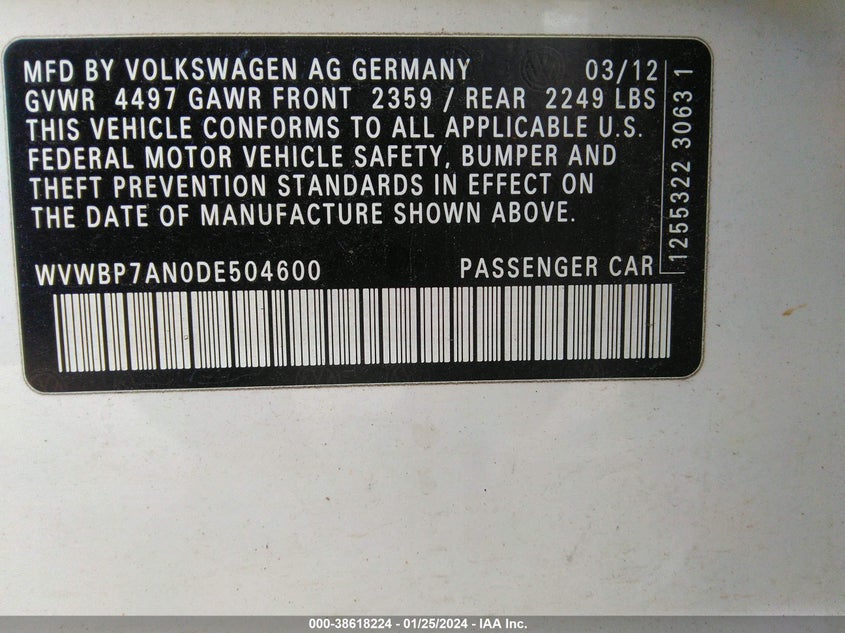 MFD BY VOLKSWAGEN AG GERMANY 03/12
GVWR 4497 GAWR FRONT 2359 / REAR 2249 LBS
THIS VEHICLE CONFORMS TO ALL APPLICABLE U.S.
FEDERAL MOTOR VEHICLE SAFETY, BUMPER AND
THEFT PREVENTION STANDARDS IN EFFECT ON
THE DATE OF MANUFACTURE SHOWN ABOVE.
WVWBP7AN0DE504600 PASSENGER CAR
1255322 3063 1
000-38618224 - 01/25/2024 - IAA Inc.